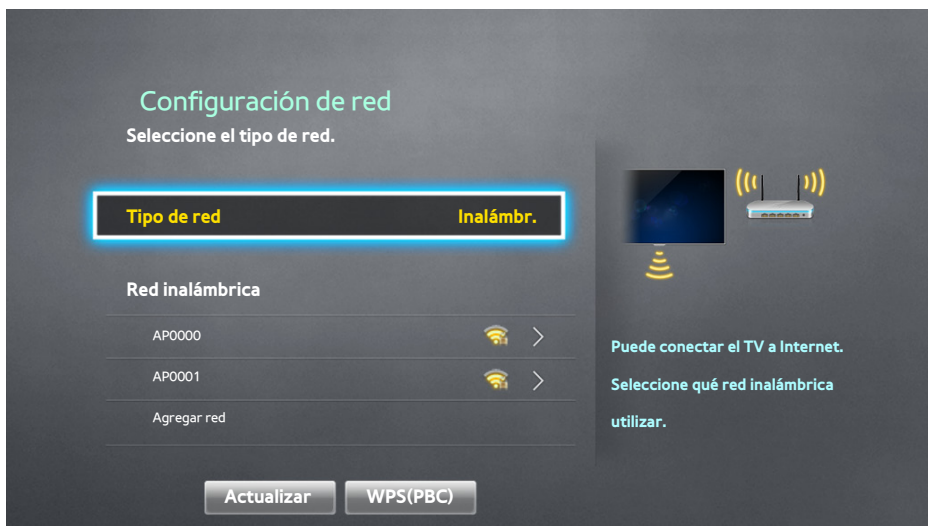 Configuración de red
Seleccione el tipo de red.
Tipo de red Inalámbr.
Red inalámbrica
AP0000
AP0001
Agregar red
Actualizar WPS(PBC)
Puede conectar el TV a Internet.
Seleccione qué red inalámbrica
utilizar.